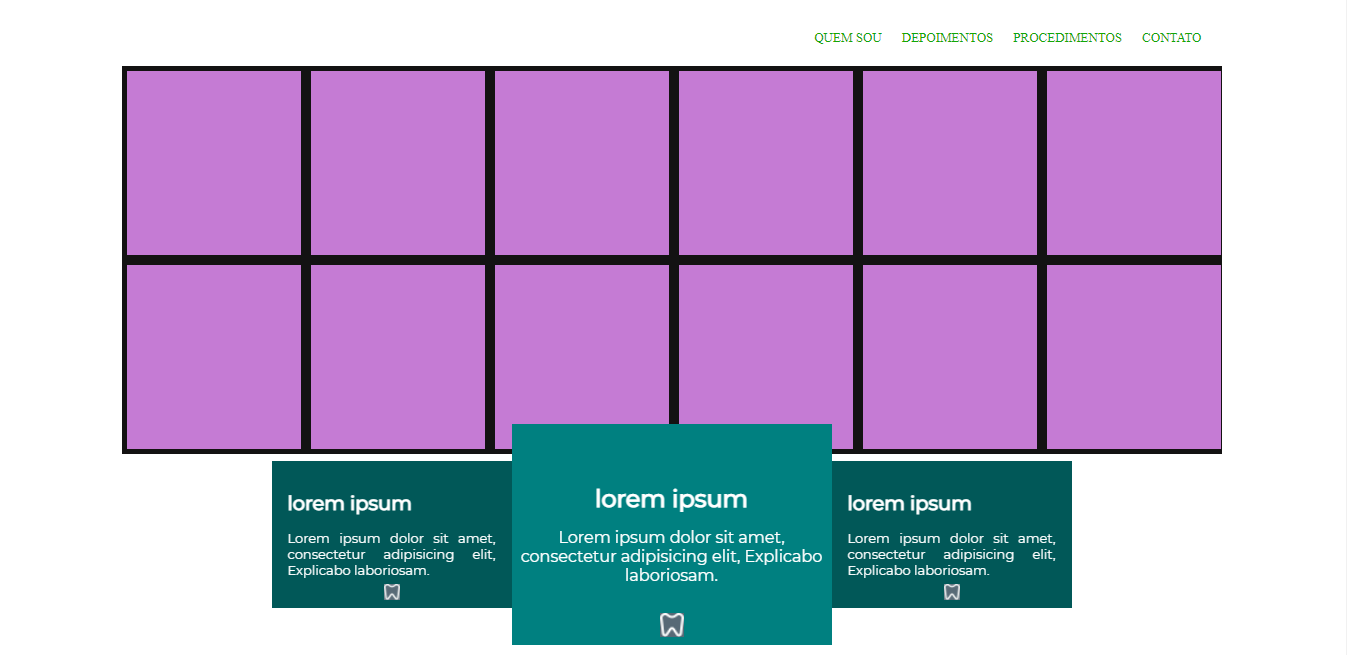 QUEM SOU DEPOIMENTOS PROCEDIMENTOS CONTATO
lorem ipsum
Lorem ipsum dolor sit amet,
consectetur adipisicing elit,
Explicabo laboriosam.
lorem ipsum
Lorem ipsum dolor sit amet,
consectetur adipisicing elit, Explicabo
laboriosam.
lorem ipsum
Lorem ipsum dolor sit amet,
consectetur adipisicing elit,
Explicabo laboriosam.